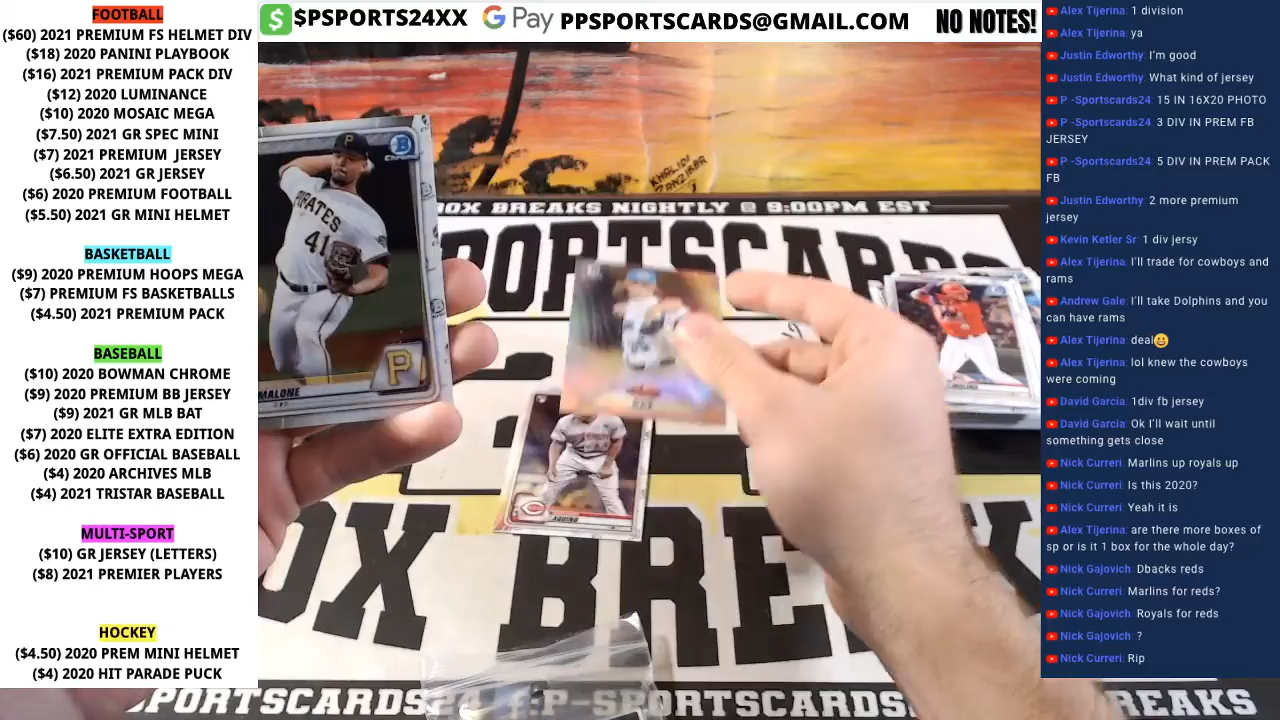 FOOTBALL
($60) 2021 PREMIUM FS HELMET DIV
($18) 2020 PANINI PLAYBOOK
($16) 2021 PREMIUM PACK DIV
($12) 2020 LUMINANCE
($10) 2020 MOSAIC MEGA
($7.50) 2021 GR SPEC MINI
($7) 2021 PREMIUM JERSEY
($6.50) 2021 GR JERSEY
($6) 2020 PREMIUM FOOTBALL
($5.50) 2021 GR MINI HELMET
BASKETBALL
($9) 2020 PREMIUM HOOPS MEGA
($7) PREMIUM FS BASKETBALLS
($4.50) 2021 PREMIUM PACK
BASEBALL
($10) 2020 BOWMAN CHROME
($9) 2020 PREMIUM BB JERSEY
($9) 2021 GR MLB BAT
($7) 2020 ELITE EXTRA EDITION
($6) 2020 GR OFFICIAL BASEBALL
($4) 2020 ARCHIVES MLB
($4) 2021 TRISTAR BASEBALL
MULTI-SPORT
($10) GR JERSEY (LETTERS)
($8) 2021 PREMIER PLAYERS
HOCKEY
($4.50) 2020 PREM MINI HELMET
($4) 2020 HIT PARADE PUCK
$PSPORTS24XX
G Pay
PPSPORTSCARDS@GMAIL.COM
NO NOTES!
KHALIDI
ZANZIBAR
OX BREAKS NIGHTLY @ 9:00PM EST
PORTSCARDS
OX BREA
SPORTSCARDS24
P-SPORTSCARDS
BREAKS
PIRATES
41
P
MALONE
AQUINO
Alex Tijerina: 1 division
Alex Tijerina: ya
Justin Edworthy: I'm good
Justin Edworthy: What kind of jersey
P -Sportscards24: 15 IN 16X20 PHOTO
P -Sportscards24: 3 DIV IN PREM FB
JERSEY
P -Sportscards24: 5 DIV IN PREM PACK
FB
Justin Edworthy: 2 more premium
jersey
Kevin Ketler Sr: 1 div jersy
Alex Tijerina: I'll trade for cowboys and
rams
Andrew Gale: I'll take Dolphins and you
can have rams
Alex Tijerina: deal😀
Alex Tijerina: lol knew the cowboys
were coming
David Garcia: 1div fb jersey
David Garcia: Ok I'll wait until
something gets close
Nick Curreri: Marlins up royals up
Nick Curreri: Is this 2020?
Nick Curreri: Yeah it is
Alex Tijerina: are there more boxes of
sp or is it 1 box for the whole day?
Nick Gajovich: Dbacks reds
Nick Curreri: Marlins for reds?
Nick Gajovich: Royals for reds
Nick Gajovich: ?
Nick Curreri: Rip